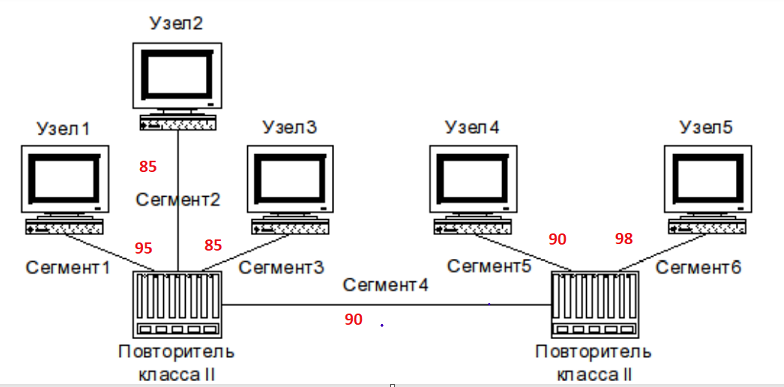 Узел2
Узел1
Узел3
Узел4
Узел5
85
Сегмент2
95
85
90
98
Сегмент1
Сегмент3
Сегмент5
Сегмент6
Сегмент4
90
Повторитель
класса II
Повторитель
класса II